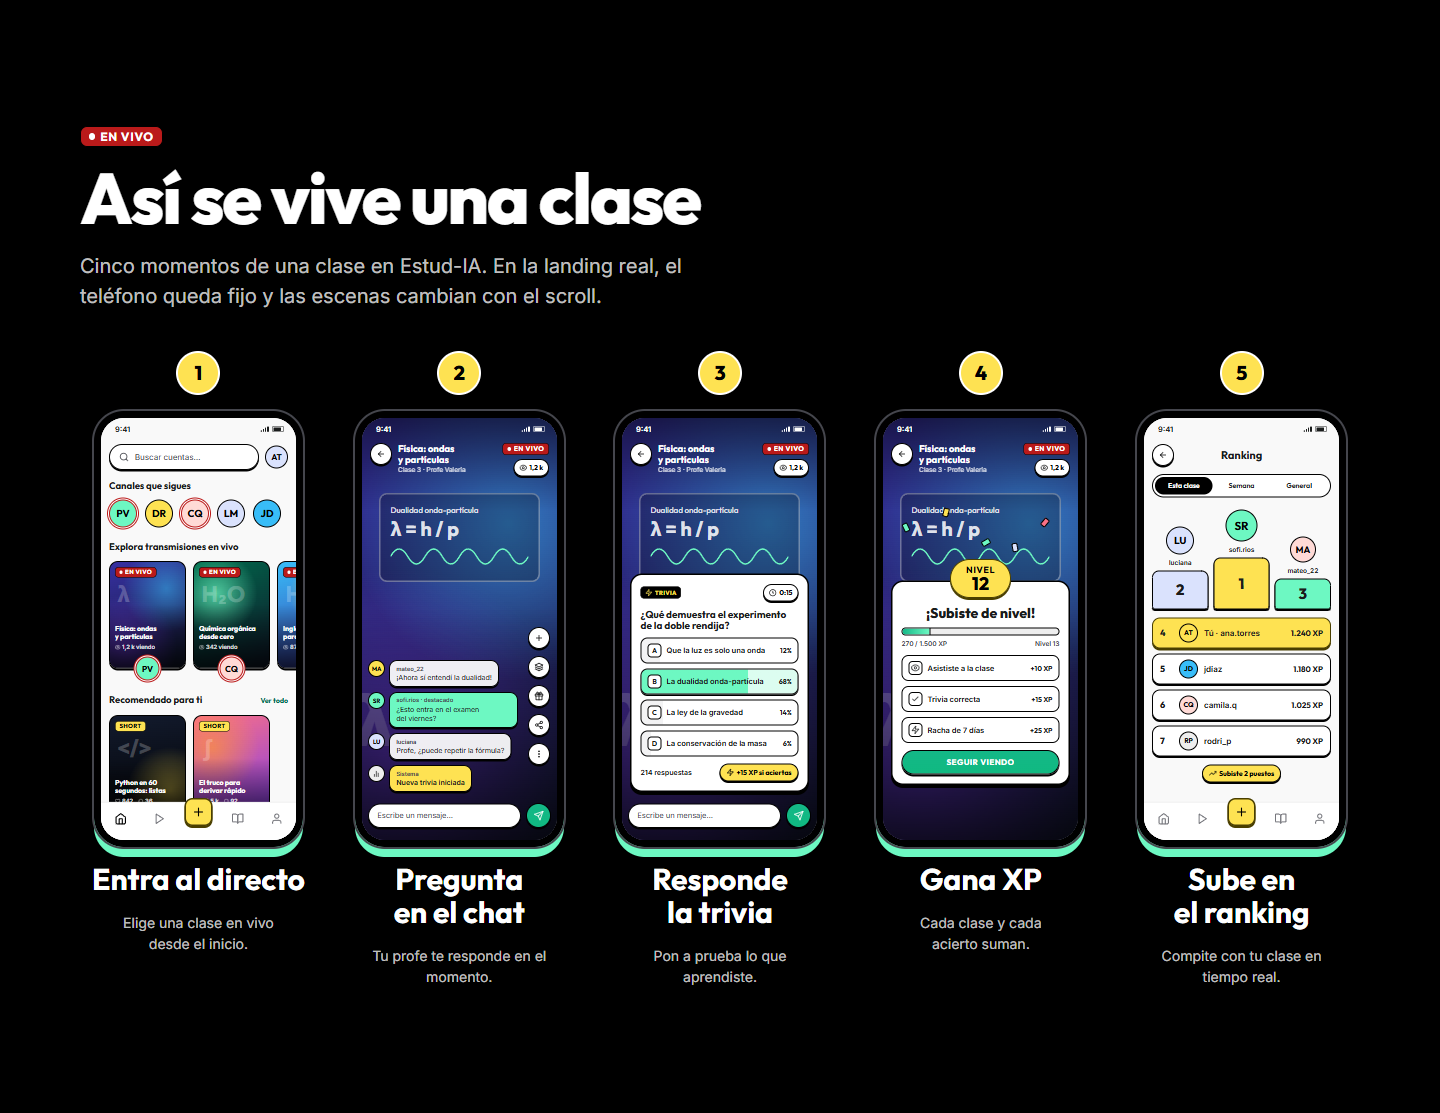 EN VIVO
Así se vive una clase
Cinco momentos de una clase en Estud-IA. En la landing real, el
teléfono queda fijo y las escenas cambian con el scroll.
1
9:41
Buscar cuentas...
AT
Canales que sigues
PV
DR
CQ
LM
JD
Explora transmisiones en vivo
EN VIVO
λ
Física: ondas
y partículas
1,2 k viendo
PV
EN VIVO
H₂O
Química orgánica
desde cero
342 viendo
CQ
Recomendado para ti
Ver todo
SHORT
</>
Python en 60
segundos: listas
SHORT
∫
El truco para
derivar rápido
Entra al directo
Elige una clase en vivo
desde el inicio.
2
9:41
Física: ondas
y partículas
Clase 3 · Profe Valeria
EN VIVO
1,2 k
Dualidad onda-partícula
λ = h / p
MA
mateo_22
¡Ahora sí entendí la dualidad!
SR
sofi.rios · destacado
¿Esto entra en el examen
del viernes?
LU
luciana
Profe, ¿puede repetir la fórmula?
Sistema
Nueva trivia iniciada
Escribe un mensaje...
Pregunta
en el chat
Tu profe te responde en el
momento.
3
9:41
Física: ondas
y partículas
Clase 3 · Profe Valeria
EN VIVO
1,2 k
Dualidad onda-partícula
λ = h / p
TRIVIA
0:15
¿Qué demuestra el experimento
de la doble rendija?
A Que la luz es solo una onda 12%
B La dualidad onda-partícula 68%
C La ley de la gravedad 14%
D La conservación de la masa 6%
214 respuestas
+15 XP si aciertas
Escribe un mensaje...
Responde
la trivia
Pon a prueba lo que
aprendiste.
4
9:41
Física: ondas
y partículas
Clase 3 · Profe Valeria
EN VIVO
1,2 k
Dualidad onda-partícula
λ = h / p
NIVEL
12
¡Subiste de nivel!
270 / 1.500 XP
Nivel 13
Asististe a la clase +10 XP
Trivia correcta +15 XP
Racha de 7 días +25 XP
SEGUIR VIENDO
Gana XP
Cada clase y cada
acierto suman.
5
9:41
Ranking
Esta clase
Semana
General
LU
luciana
2
SR
sofi.rios
1
MA
mateo_22
3
4 AT Tú · ana.torres 1.240 XP
5 JD jdiaz 1.180 XP
6 CQ camila.q 1.025 XP
7 RP rodri_p 990 XP
Subiste 2 puestos
Sube en
el ranking
Compite con tu clase en
tiempo real.